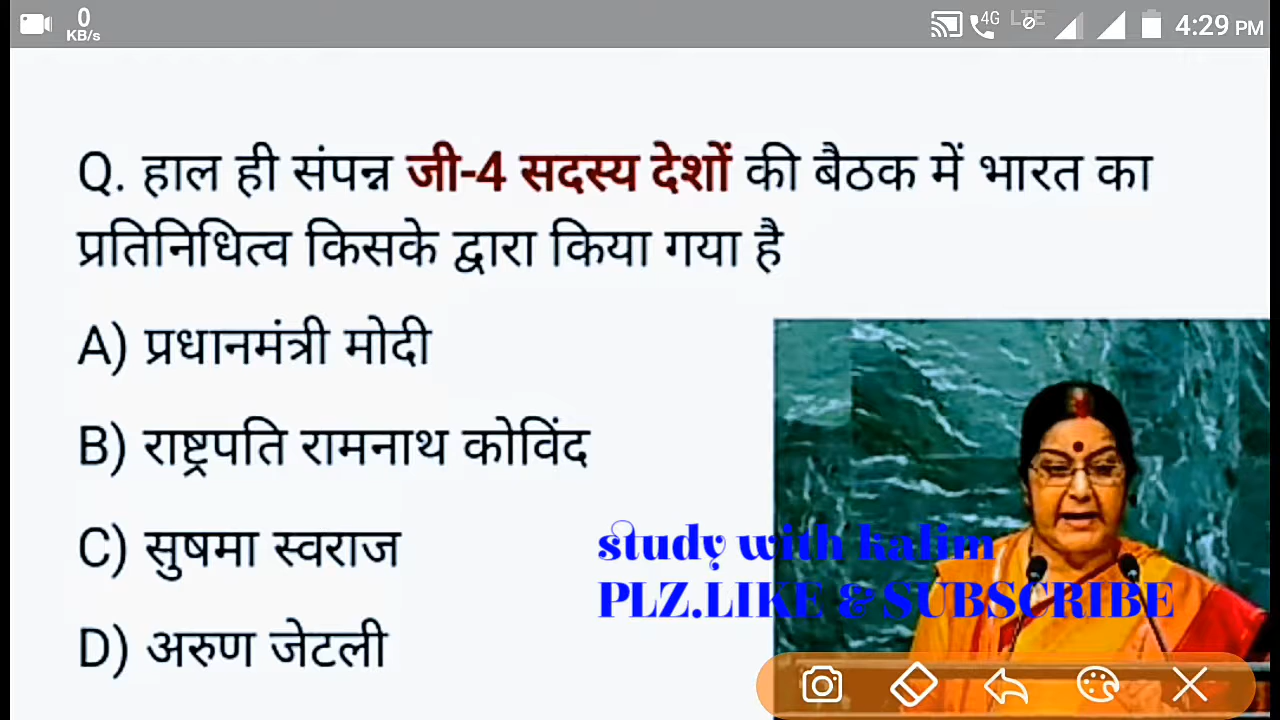 0
KB/s
4G LTE 4:29 PM
Q. हाल ही संपन्न जी-4 सदस्य देशों की बैठक में भारत का
प्रतिनिधित्व किसके द्वारा किया गया है
A) प्रधानमंत्री मोदी
B) राष्ट्रपति रामनाथ कोविंद
C) सुषमा स्वराज
D) अरुण जेटली
study with kalim
PLZ.LIKE & SUBSCRIBE